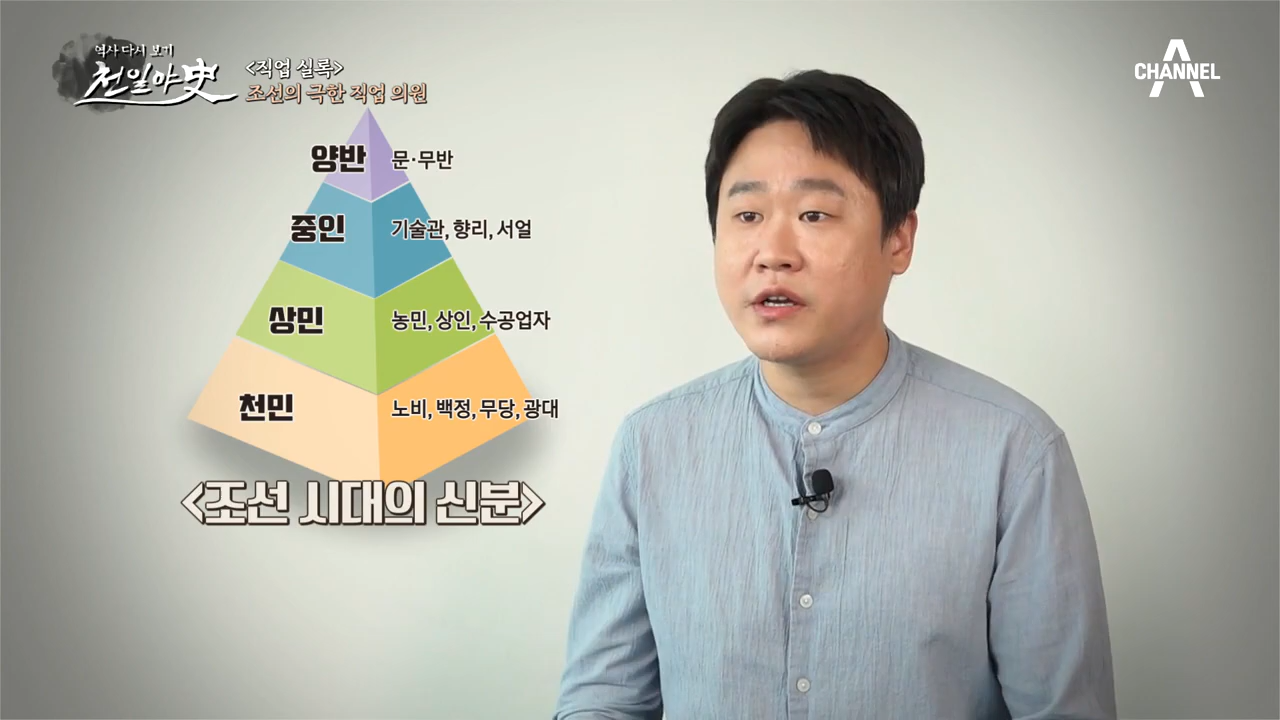 역사 다시 보기
천일야史
<직업 실록>
조선의 극한 직업 의원
CHANNEL A
양반 문·무반
중인 기술관, 향리, 서얼
상민 농민, 상인, 수공업자
천민 노비, 백정, 무당, 광대
<조선 시대의 신분>